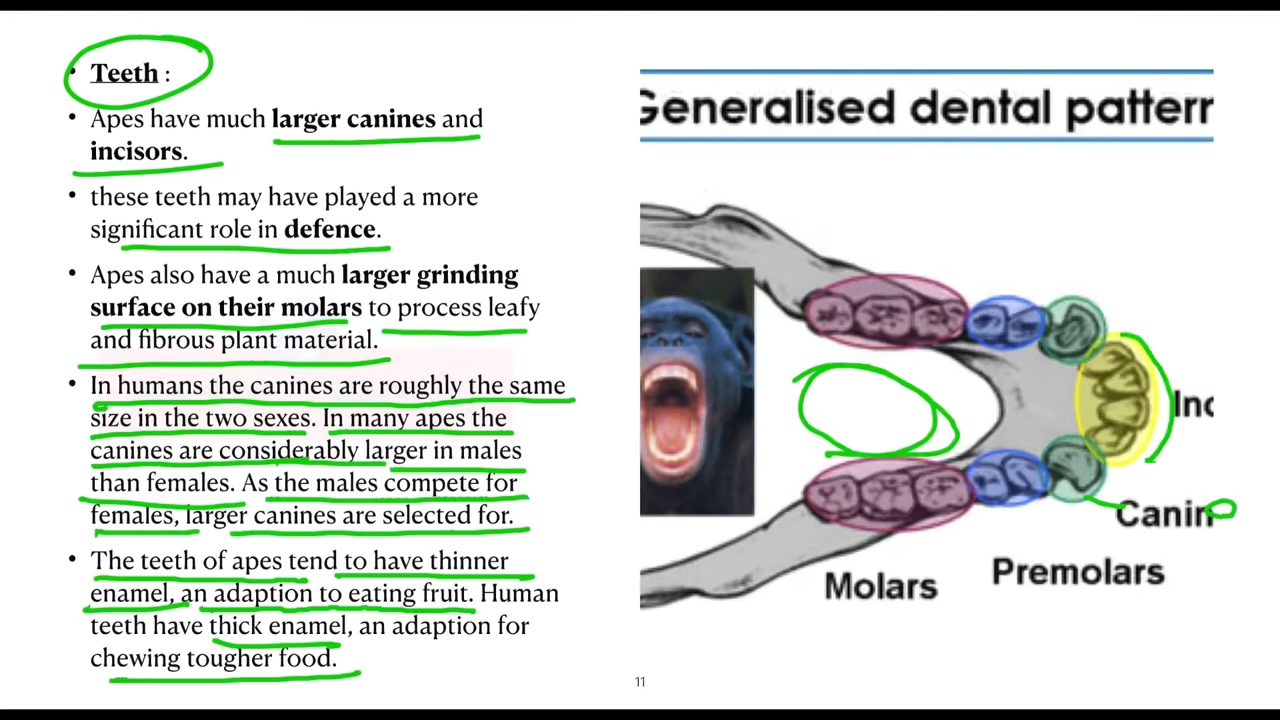 • Teeth :
• Apes have much larger canines and
incisors.
• these teeth may have played a more
significant role in defence.
• Apes also have a much larger grinding
surface on their molars to process leafy
and fibrous plant material.
• In humans the canines are roughly the same
size in the two sexes. In many apes the
canines are considerably larger in males
than females. As the males compete for
females, larger canines are selected for.
• The teeth of apes tend to have thinner
enamel, an adaption to eating fruit. Human
teeth have thick enamel, an adaption for
chewing tougher food.
Generalised dental pattern
Inc
Canin
Premolars
Molars
11